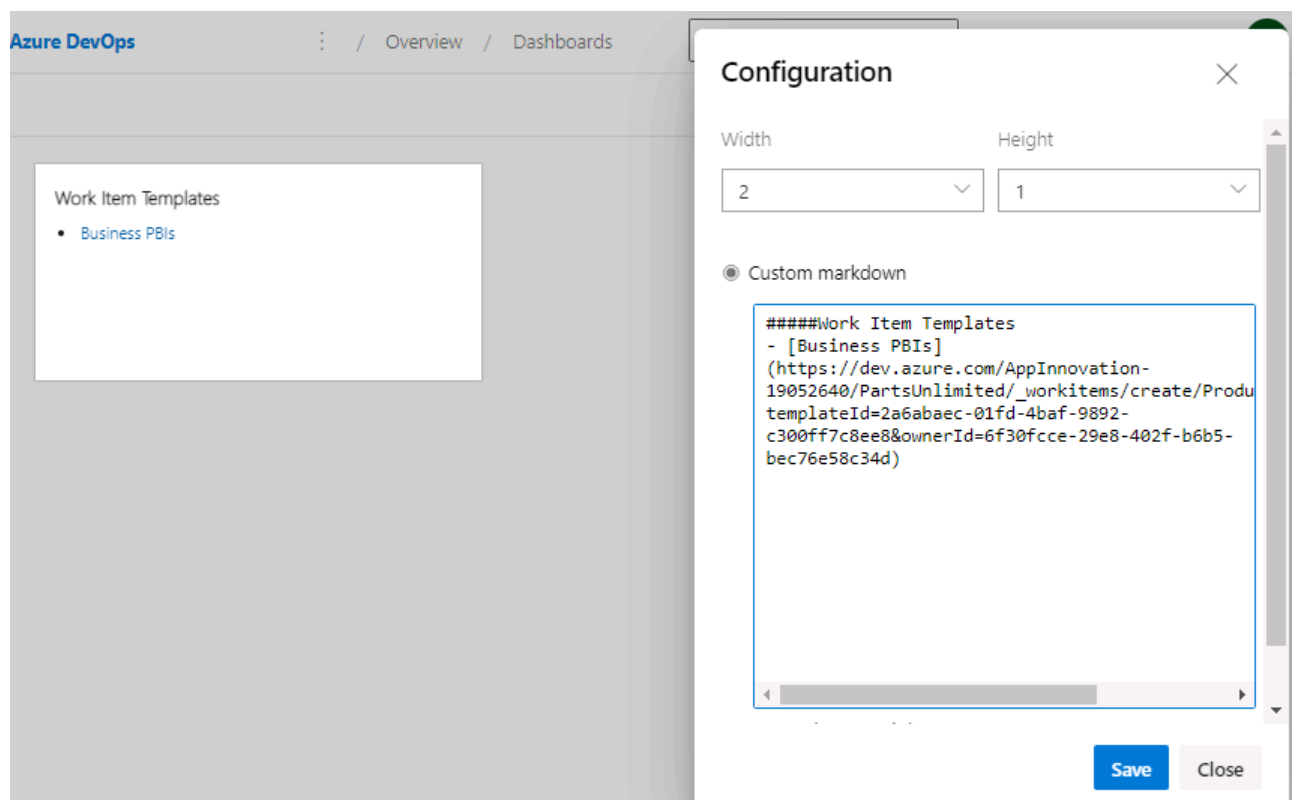 Azure DevOps / Overview / Dashboards
Work Item Templates
• Business PBIs
Configuration
Width Height
2 1
Custom markdown
#####Work Item Templates
- [Business PBIs]
(https://dev.azure.com/AppInnovation-
19052640/PartsUnlimited/_workitems/create/Produ
templateId=2a6abaec-01fd-4baf-9892-
c300ff7c8ee8&ownerId=6f30fcce-29e8-402f-b6b5-
bec76e58c34d)
Save Close